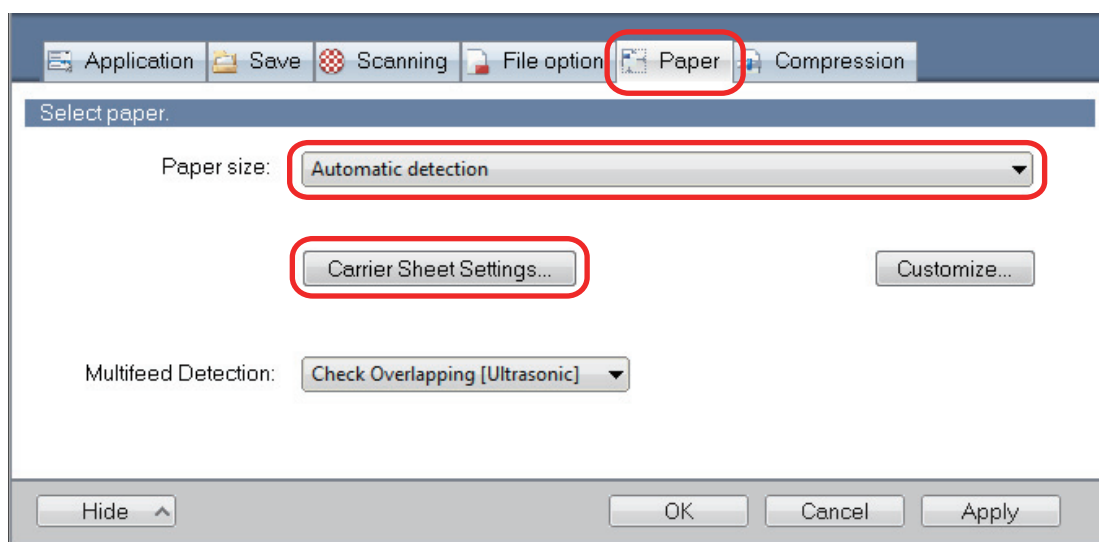 Application Save Scanning File option Paper Compression
Select paper.
Paper size: Automatic detection
Carrier Sheet Settings... Customize...
Multifeed Detection: Check Overlapping [Ultrasonic]
Hide OK Cancel Apply